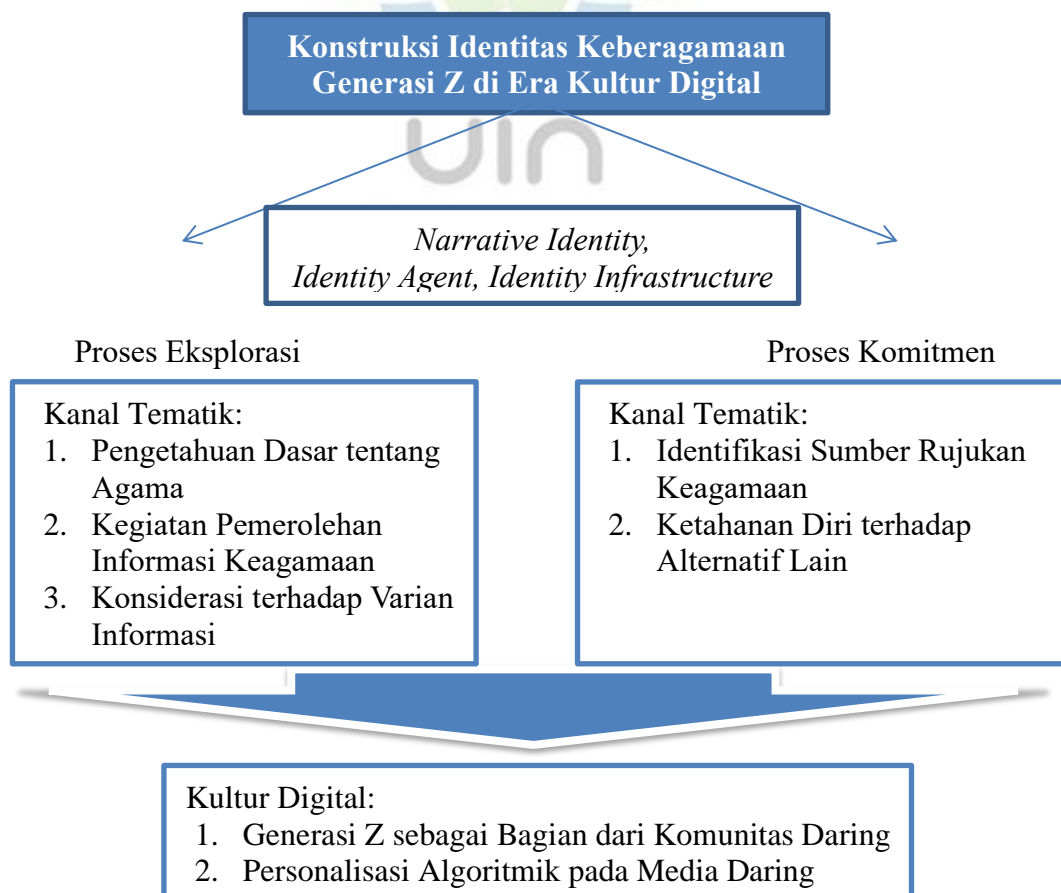 Konstruksi Identitas Keberagamaan
Generasi Z di Era Kultur Digital
UIN
Narrative Identity,
Identity Agent, Identity Infrastructure
Proses Eksplorasi
Kanal Tematik:
1. Pengetahuan Dasar tentang
Agama
2. Kegiatan Pemerolehan
Informasi Keagamaan
3. Konsiderasi terhadap Varian
Informasi
Proses Komitmen
Kanal Tematik:
1. Identifikasi Sumber Rujukan
Keagamaan
2. Ketahanan Diri terhadap
Alternatif Lain
Kultur Digital:
1. Generasi Z sebagai Bagian dari Komunitas Daring
2. Personalisasi Algoritmik pada Media Daring